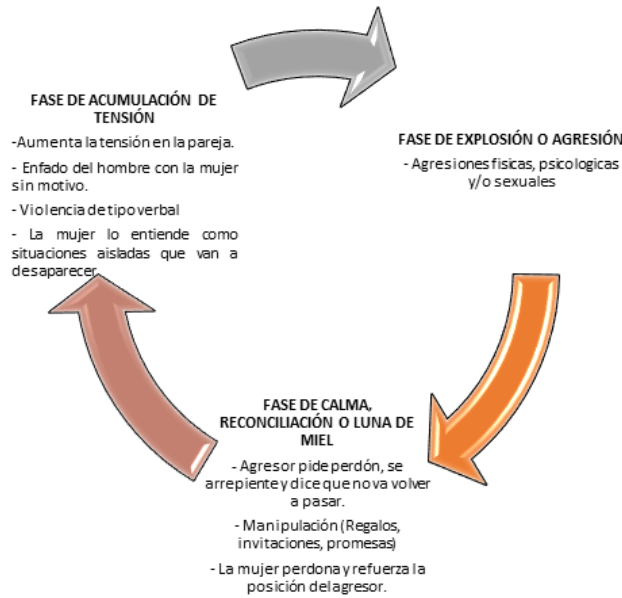 FASE DE ACUMULACIÓN DE
TENSIÓN
-Aumenta la tensión en la pareja.
- Enfado del hombre con la mujer
sin motivo.
- Violencia de tipo verbal
- La mujer lo entiende como
situaciones aisladas que van a
desaparecer
FASE DE EXPLOSIÓN O AGRESIÓN
- Agresiones fisicas, psicologicas
y/o sexuales
FASE DE CALMA,
RECONCILIACIÓN O LUNA DE
MIEL
- Agresor pide perdón, se
arrepiente y dice que no va volver
a pasar.
- Manipulación (Regalos,
invitaciones, promesas)
- La mujer perdona y refuerza la
posición del agresor.